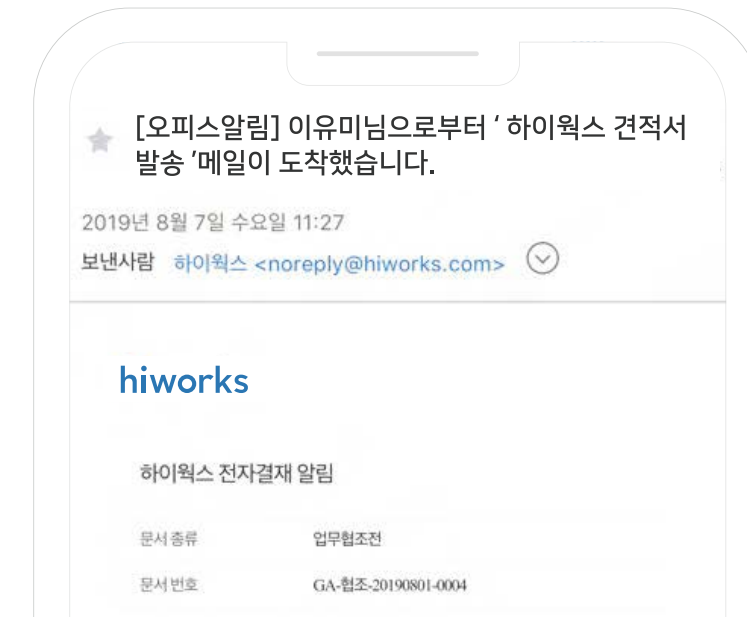 [오피스알림] 이유미님으로부터 ‘ 하이웍스 견적서
발송 ’메일이 도착했습니다.
2019년 8월 7일 수요일 11:27
보낸사람 하이웍스 <noreply@hiworks.com>
hiworks
하이웍스 전자결재 알림
문서 종류 업무협조전
문서 번호 GA-협조-20190801-0004